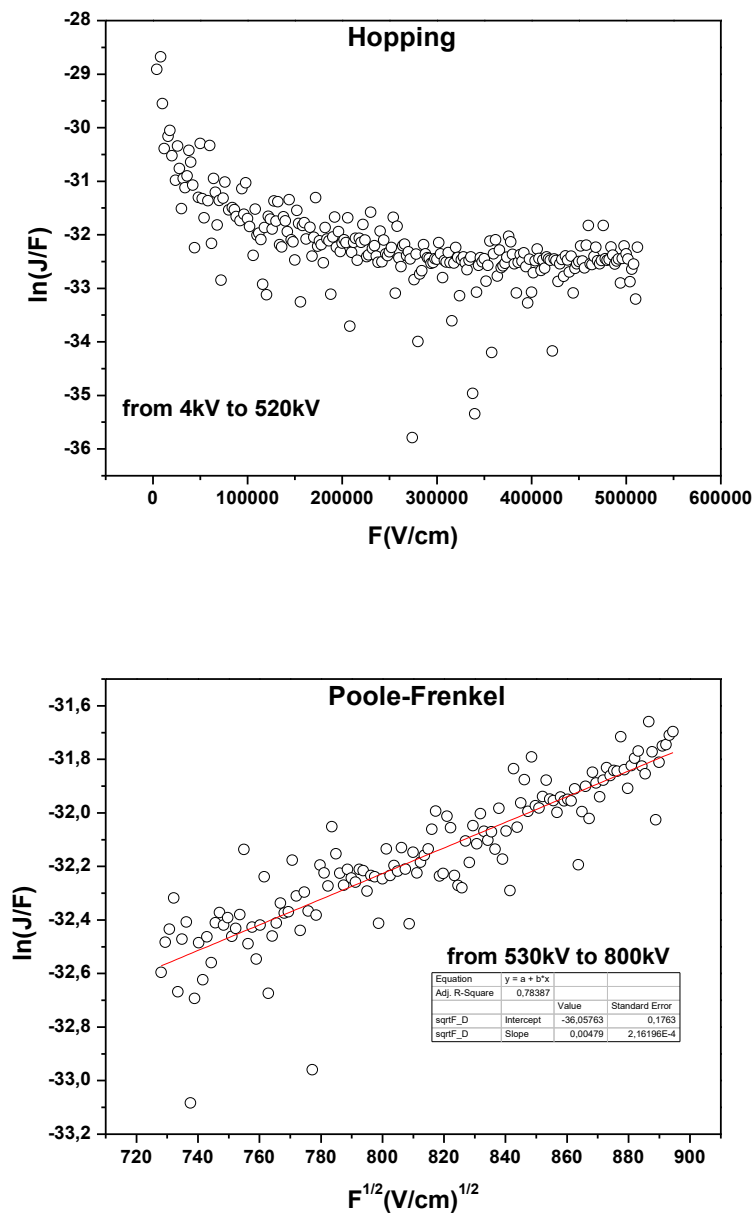 Hopping
-28
-29
-30
-31
-32
-33
-34
-35
-36
ln(J/F)
from 4kV to 520kV
0 100000 200000 300000 400000 500000 600000
F(V/cm)
Poole-Frenkel
-31,6
-31,8
-32,0
-32,2
-32,4
-32,6
-32,8
-33,0
-33,2
ln(J/F)
from 530kV to 800kV
Equation y = a + b*x
Adj. R-Square 0,78387
Value Standard Error
sqrtF_D Intercept -36,05763 0,1763
sqrtF_D Slope 0,00479 2,16196E-4
720 740 760 780 800 820 840 860 880 900
F^1/2(V/cm)^1/2